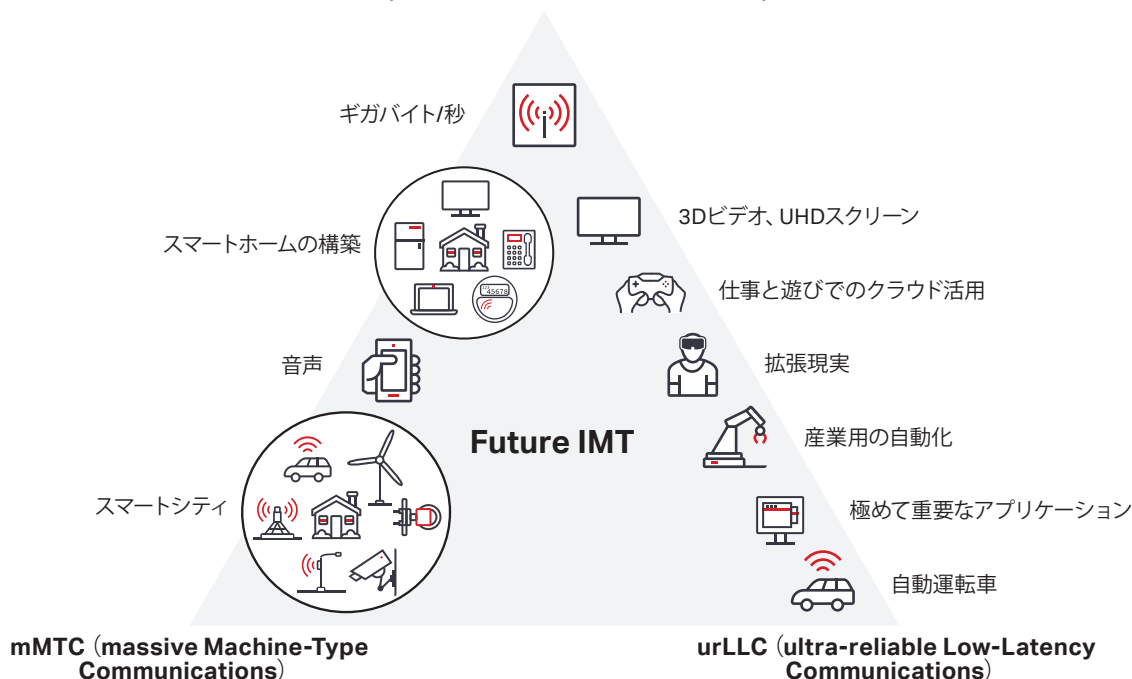 ギガバイト/秒
3Dビデオ、UHDスクリーン
スマートホームの構築
45678
仕事と遊びでのクラウド活用
音声
拡張現実
Future IMT
産業用の自動化
スマートシティ
極めて重要なアプリケーション
自動運転車
mMTC（massive Machine-Type
Communications）
urLLC（ultra-reliable Low-Latency
Communications）